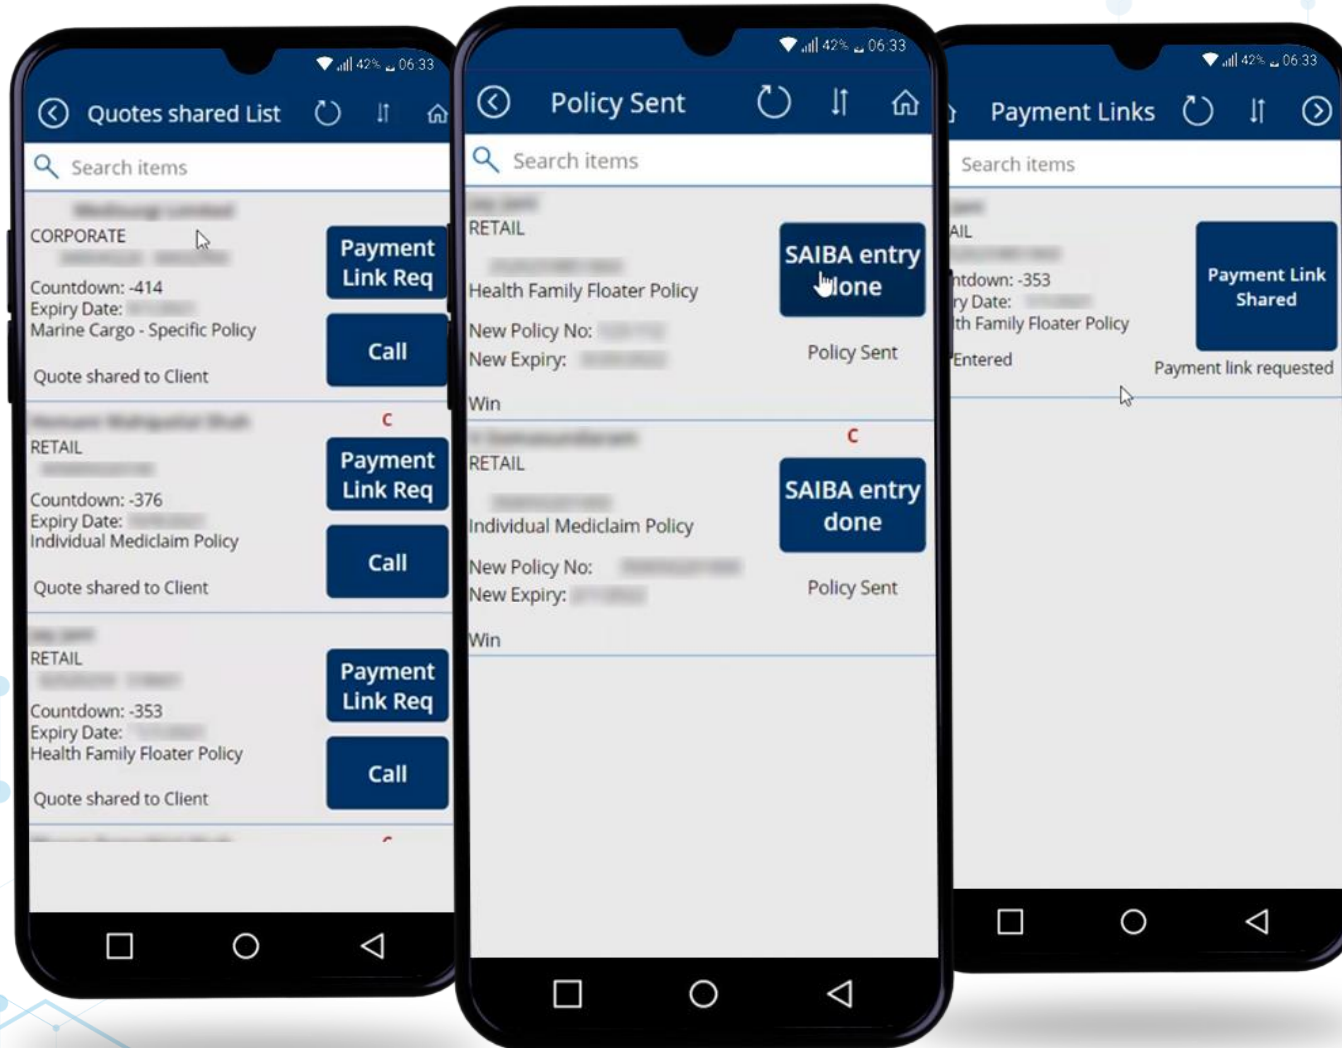 42% 06:33
Quotes shared List
Search items
CORPORATE
Payment
Link Req
Countdown: -414
Expiry Date:
Marine Cargo - Specific Policy
Call
Quote shared to Client
C
RETAIL
Payment
Link Req
Countdown: -376
Expiry Date:
Individual Mediclaim Policy
Call
Quote shared to Client
RETAIL
Payment
Link Req
Countdown: -353
Expiry Date:
Health Family Floater Policy
Call
Quote shared to Client
42% 06:33
Policy Sent
Search items
RETAIL
SAIBA entry
done
Health Family Floater Policy
New Policy No:
New Expiry:
Policy Sent
Win
C
RETAIL
SAIBA entry
done
Individual Mediclaim Policy
New Policy No:
New Expiry:
Policy Sent
Win
42% 06:33
Payment Links
Search items
AIL
Payment Link
Shared
ntdown: -353
ry Date:
lth Family Floater Policy
Entered
Payment link requested